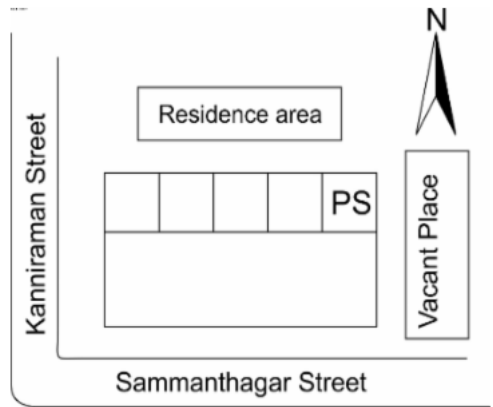 N
Residence area
Kanniraman Street
PS
Vacant Place
Sammanthagar Street